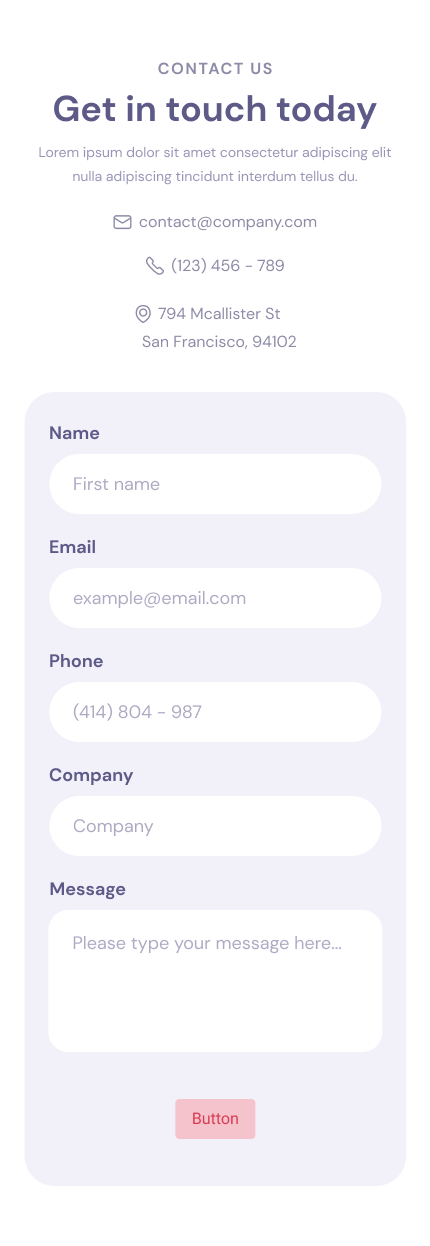 CONTACT US
Get in touch today
Lorem ipsum dolor sit amet consectetur adipiscing elit
nulla adipiscing tincidunt interdum tellus du.
contact@company.com
(123) 456 - 789
794 Mcallister St
San Francisco, 94102
Name
First name
Email
example@email.com
Phone
(414) 804 - 987
Company
Company
Message
Please type your message here...
Button